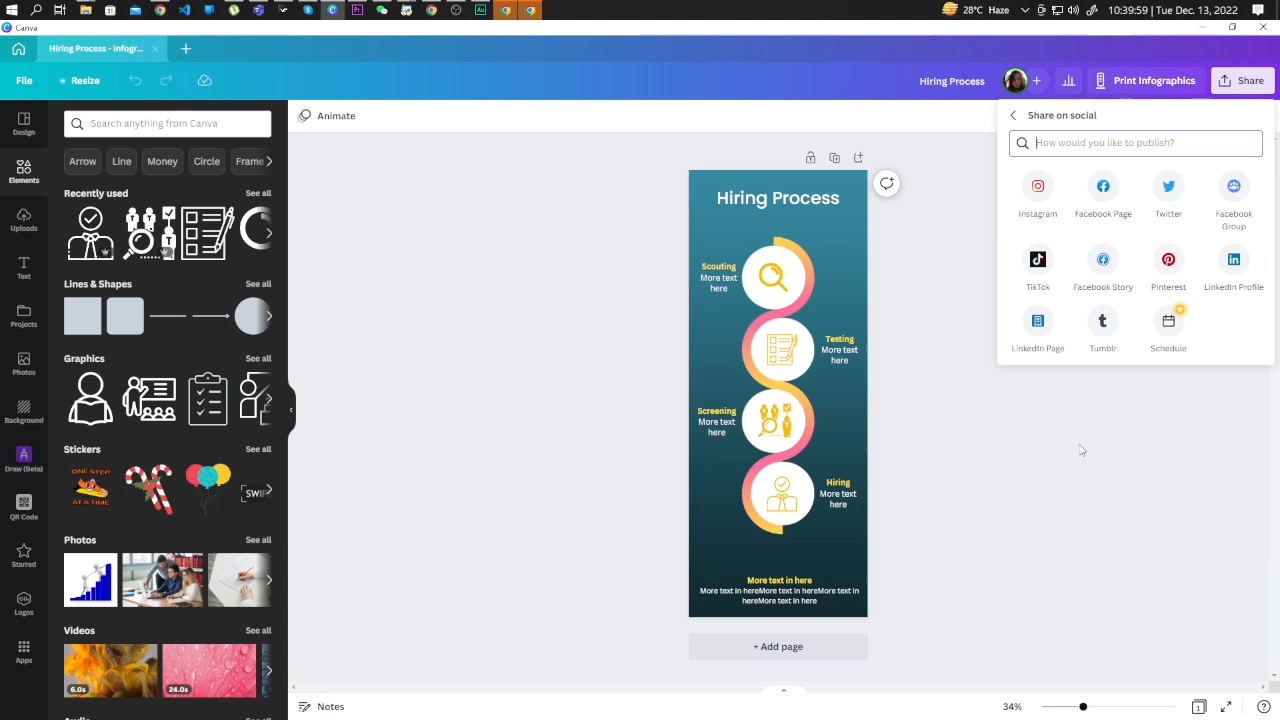 28°C Haze
10:39:59 | Tue Dec 13, 2022
Canva
Hiring Process - Infogr...
File
Resize
Hiring Process
Print Infographics
Share
Design
Elements
Uploads
Text
Projects
Photos
Background
Draw (Beta)
QR Code
Starred
Logos
Apps
Search anything from Canva
Arrow
Line
Money
Circle
Frame
Recently used
See all
Lines & Shapes
See all
Graphics
See all
Stickers
See all
ONE STEP
AT A TIME
SWIP
Photos
See all
Videos
See all
6.0s
24.0s
Animate
Hiring Process
Scouting
More text
here
Testing
More text
here
Screening
More text
here
Hiring
More text
here
More text in here
More text in hereMore text in hereMore text in
hereMore text in here
+ Add page
Share on social
How would you like to publish?
Instagram
Facebook Page
Twitter
Facebook
Group
TikTok
Facebook Story
Pinterest
LinkedIn Profile
LinkedIn Page
Tumblr
Schedule
Notes
34%
1